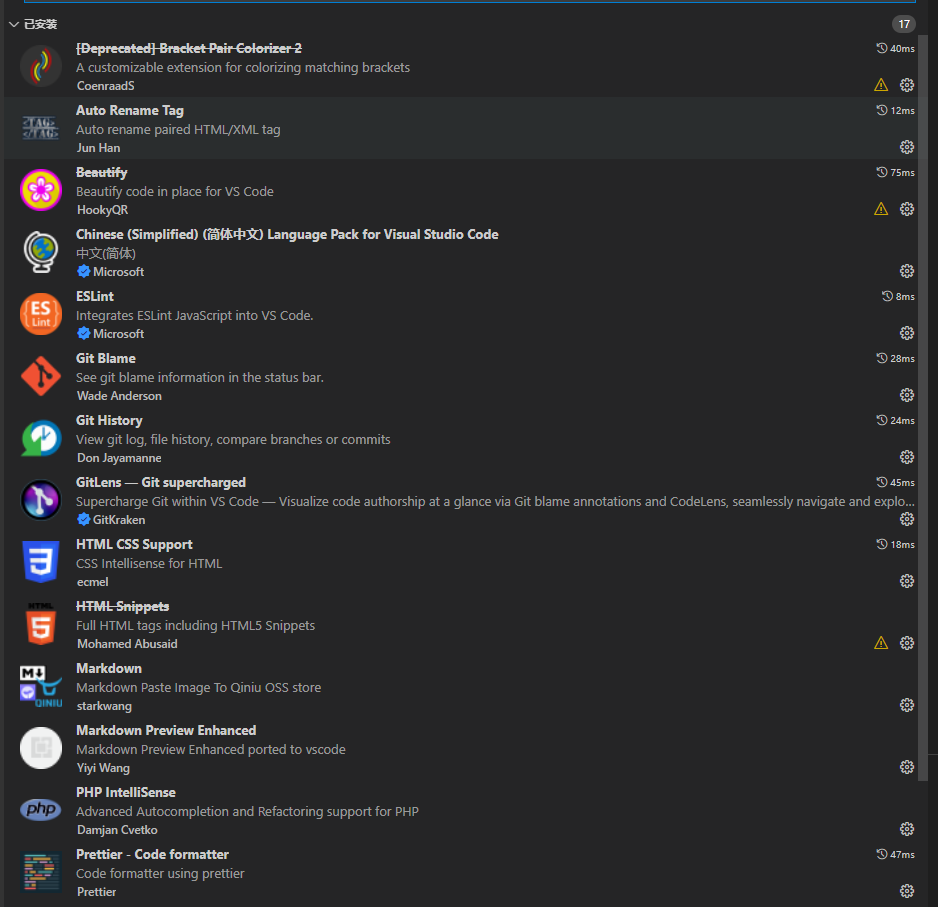 已安装 17
[Deprecated] Bracket Pair Colorizer 2 40ms
A customizable extension for colorizing matching brackets
CoenraadS
TAG>
</TAG>
Auto Rename Tag 12ms
Auto rename paired HTML/XML tag
Jun Han
Beautify 75ms
Beautify code in place for VS Code
HookyQR
Chinese (Simplified) (简体中文) Language Pack for Visual Studio Code
中文(简体)
Microsoft
ES
Lint
ESLint 8ms
Integrates ESLint JavaScript into VS Code.
Microsoft
Git Blame 28ms
See git blame information in the status bar.
Wade Anderson
Git History 24ms
View git log, file history, compare branches or commits
Don Jayamanne
GitLens — Git supercharged 45ms
Supercharge Git within VS Code — Visualize code authorship at a glance via Git blame annotations and CodeLens, seamlessly navigate and explo...
GitKraken
3
HTML CSS Support 18ms
CSS Intellisense for HTML
ecmel
HTML
5
HTML Snippets
Full HTML tags including HTML5 Snippets
Mohamed Abusaid
M
QINIU
Markdown
Markdown Paste Image To Qiniu OSS store
starkwang
Markdown Preview Enhanced
Markdown Preview Enhanced ported to vscode
Yiyi Wang
php
PHP IntelliSense
Advanced Autocompletion and Refactoring support for PHP
Damjan Cvetko
Prettier - Code formatter 47ms
Code formatter using prettier
Prettier